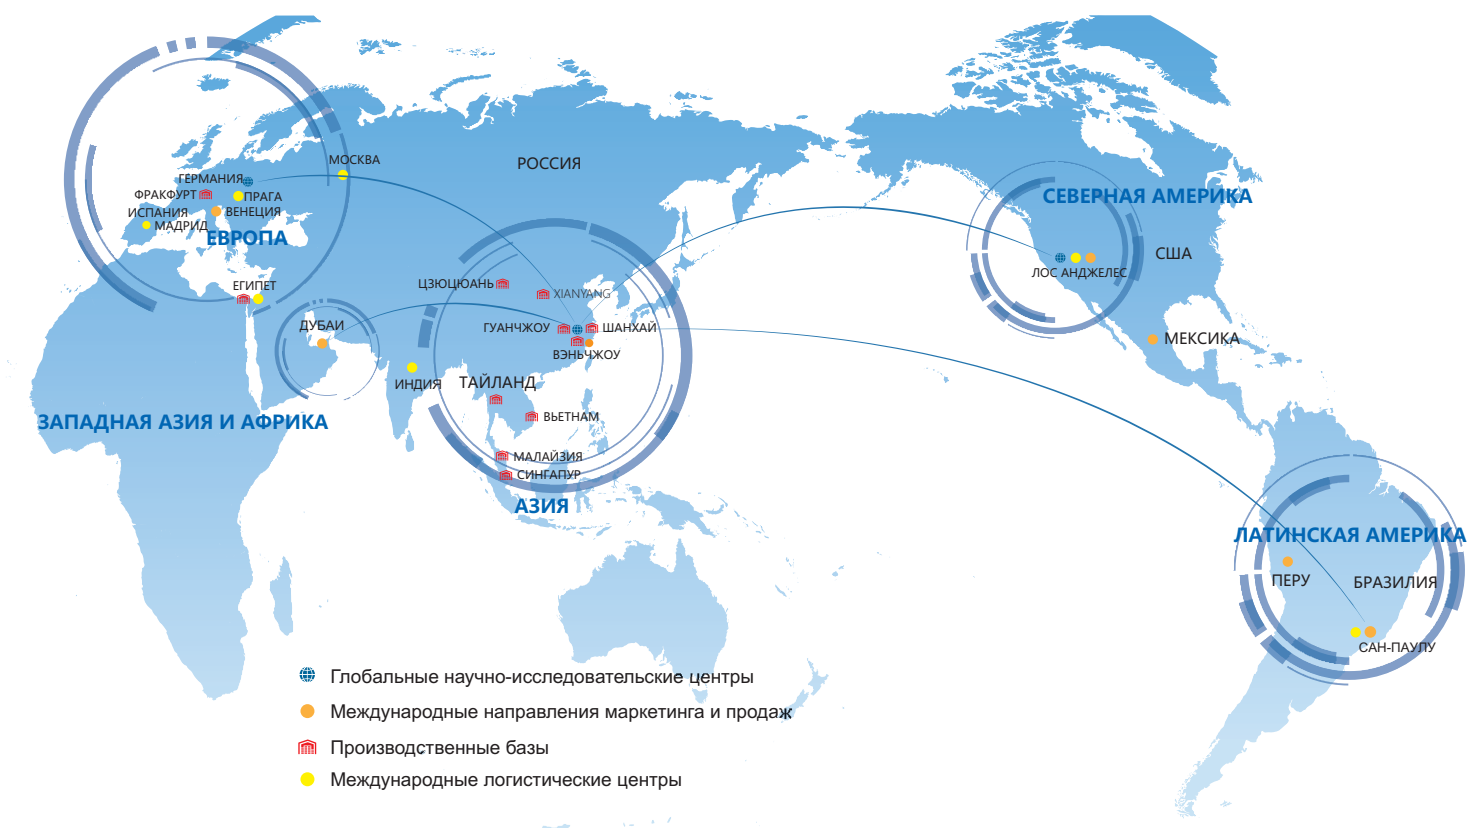 МОСКВА
РОССИЯ
ГЕРМАНИЯ
ФРАКФУРТ
ПРАГА
ИСПАНИЯ
ВЕНЕЦИЯ
МАДРИД
ЕВРОПА
СЕВЕРНАЯ АМЕРИКА
США
ЛОС АНДЖЕЛЕС
ЕГИПЕТ
ЦЗЮЦЮАНЬ
XIANYANG
ДУБАИ
ГУАНЧЖОУ
ШАНХАЙ
ВЭНЬЧЖОУ
МЕКСИКА
ИНДИЯ
ТАЙЛАНД
ВЬЕТНАМ
ЗАПАДНАЯ АЗИЯ И АФРИКА
МАЛАЙЗИЯ
СИНГАПУР
АЗИЯ
ЛАТИНСКАЯ АМЕРИКА
ПЕРУ
БРАЗИЛИЯ
САН-ПАУЛУ
Глобальные научно-исследовательские центры
Международные направления маркетинга и продаж
Производственные базы
Международные логистические центры